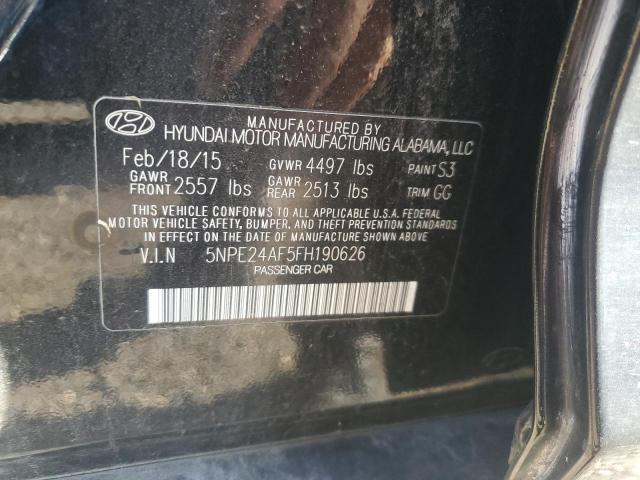 MANUFACTURED BY
HYUNDAI MOTOR MANUFACTURING ALABAMA, LLC
Feb/18/15 GVWR 4497 lbs PAINT S3
GAWR FRONT 2557 lbs GAWR REAR 2513 lbs TRIM GG
THIS VEHICLE CONFORMS TO ALL APPLICABLE U.S.A. FEDERAL
MOTOR VEHICLE SAFETY, BUMPER, AND THEFT PREVENTION
STANDARDS IN EFFECT ON THE DATE OF MANUFACTURE SHOWN ABOVE.
V.I.N 5NPE24AF5FH190626
PASSENGER CAR